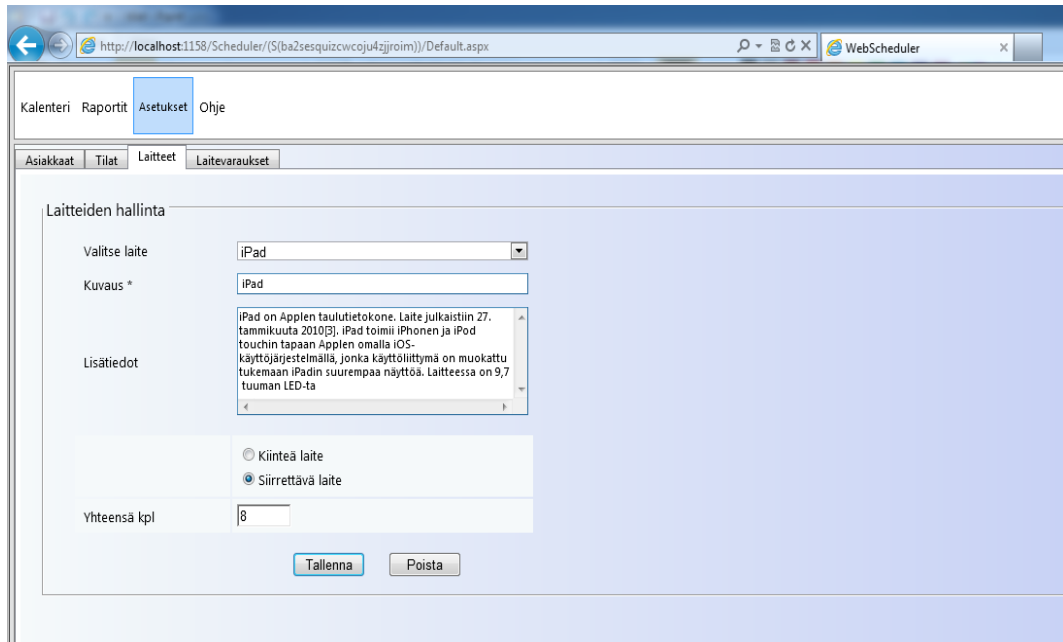 http://localhost:1158/Scheduler/(S(ba2sesquizcwcoju4zjjroim))/Default.aspx
WebScheduler
Kalenteri Raportit Asetukset Ohje
Asiakkaat Tilat Laitteet Laitevaraukset
Laitteiden hallinta
Valitse laite iPad
Kuvaus * iPad
Lisätiedot
iPad on Applen taulutietokone. Laite julkaistiin 27.
tammikuuta 2010[3]. iPad toimii iPhonen ja iPod
touchin tapaan Applen omalla iOS-
käyttöjärjestelmällä, jonka käyttöliittymä on muokattu
tukemaan iPadin suurempaa näyttöä. Laitteessa on 9,7
tuuman LED-ta
Kiinteä laite
Siirrettävä laite
Yhteensä kpl 8
Tallenna Poista